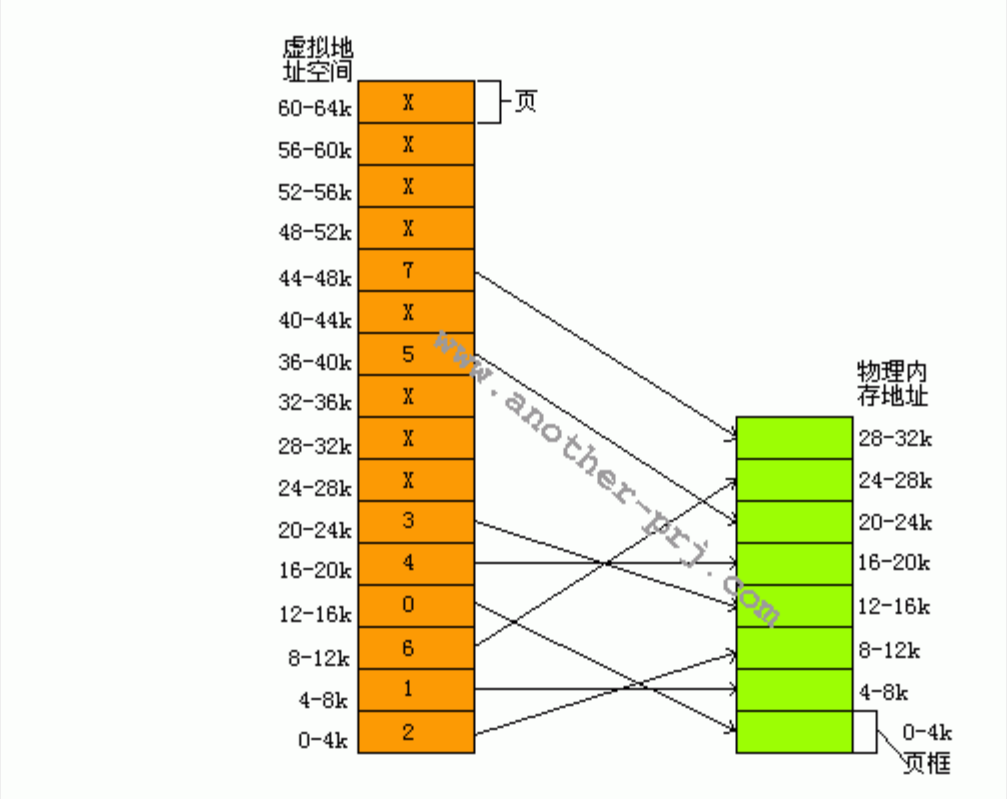 虚拟地
址空间
60-64k X 页
56-60k X
52-56k X
48-52k X
44-48k 7
40-44k X
36-40k 5
32-36k X
28-32k X
24-28k X
20-24k 3
16-20k 4
12-16k 0
8-12k 6
4-8k 1
0-4k 2
www.another-prj.com
物理内
存地址
28-32k
24-28k
20-24k
16-20k
12-16k
8-12k
4-8k
0-4k
页框